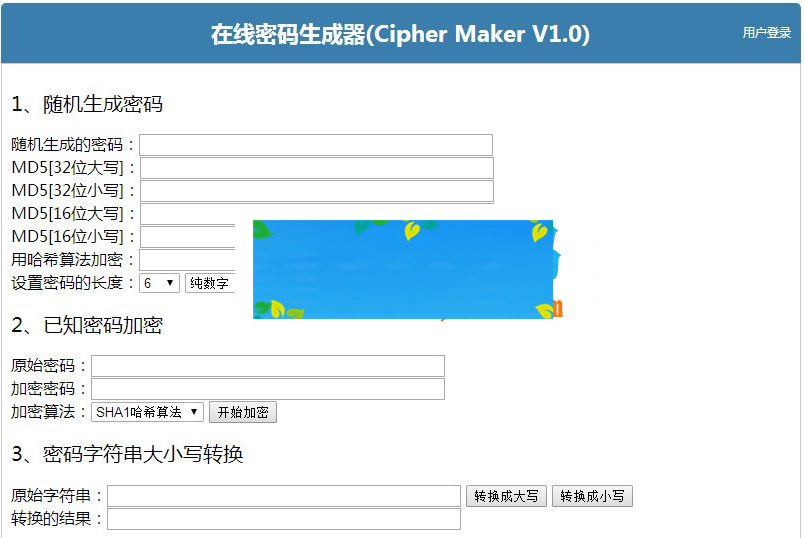 在线密码生成器(Cipher Maker V1.0)
用户登录
1、随机生成密码
随机生成的密码：
MD5[32位大写]：
MD5[32位小写]：
MD5[16位大写]：
MD5[16位小写]：
用哈希算法加密：
设置密码的长度： 6 纯数字
2、已知密码加密
原始密码：
加密密码：
加密算法： SHA1哈希算法 开始加密
3、密码字符串大小写转换
原始字符串： 转换成大写 转换成小写
转换的结果：